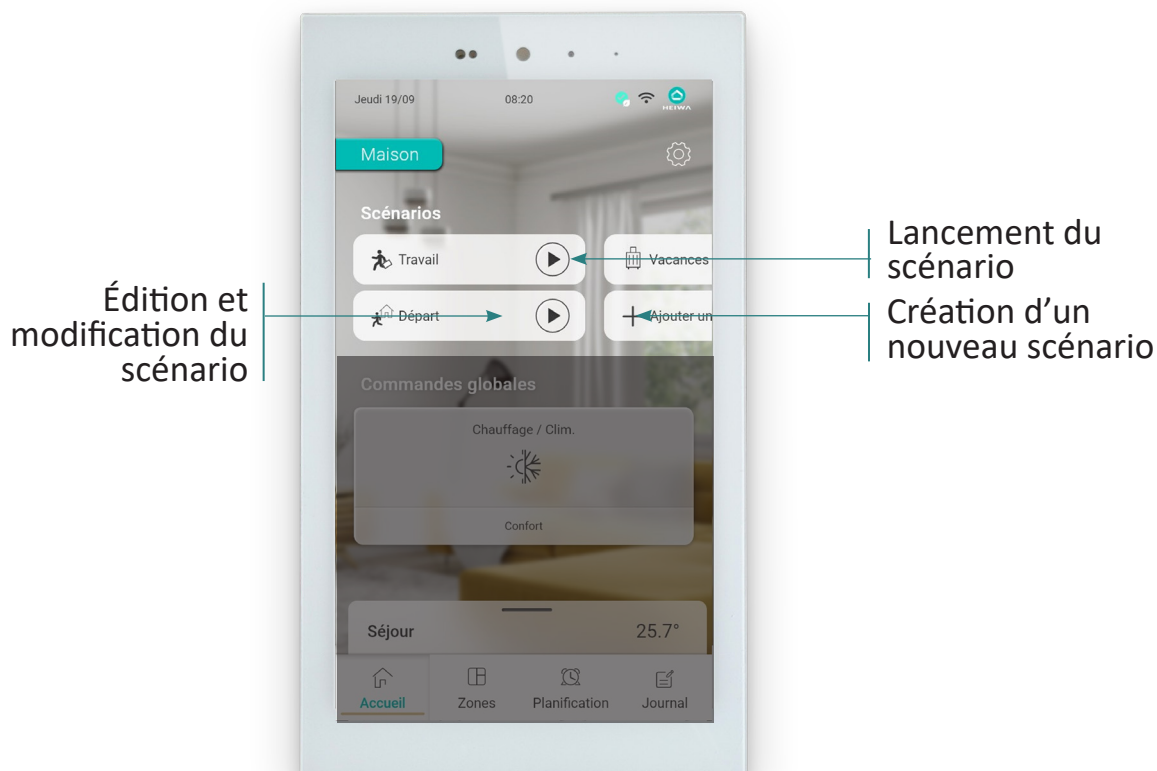 Jeudi 19/09
08:20
HEIWA
Maison
Scénarios
Travail
Vacances
Départ
Ajouter un
Commandes globales
Chauffage / Clim.
Confort
Séjour
25.7°
Accueil
Zones
Planification
Journal
Édition et
modification du
scénario
Lancement du
scénario
Création d’un
nouveau scénario